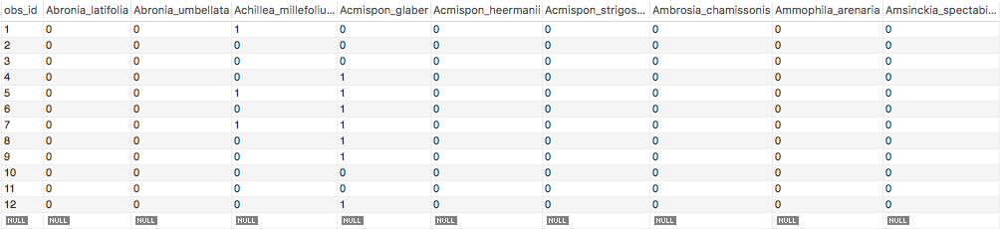 obs_id Abronia_latifolia Abronia_umbellata Achillea_millefoliu... Acmispon_glaber Acmispon_heermanii Acmispon_strigos... Ambrosia_chamissonis Ammophila_arenaria Amsinckia_spectabi...
1 0 0 1 0 0 0 0 0 0
2 0 0 0 0 0 0 0 0 0
3 0 0 0 0 0 0 0 0 0
4 0 0 0 1 0 0 0 0 0
5 0 0 1 1 0 0 0 0 0
6 0 0 0 1 0 0 0 0 0
7 0 0 1 1 0 0 0 0 0
8 0 0 0 1 0 0 0 0 0
9 0 0 0 1 0 0 0 0 0
10 0 0 0 0 0 0 0 0 0
11 0 0 0 0 0 0 0 0 0
12 0 0 0 1 0 0 0 0 0
NULL NULL NULL NULL NULL NULL NULL NULL NULL NULL